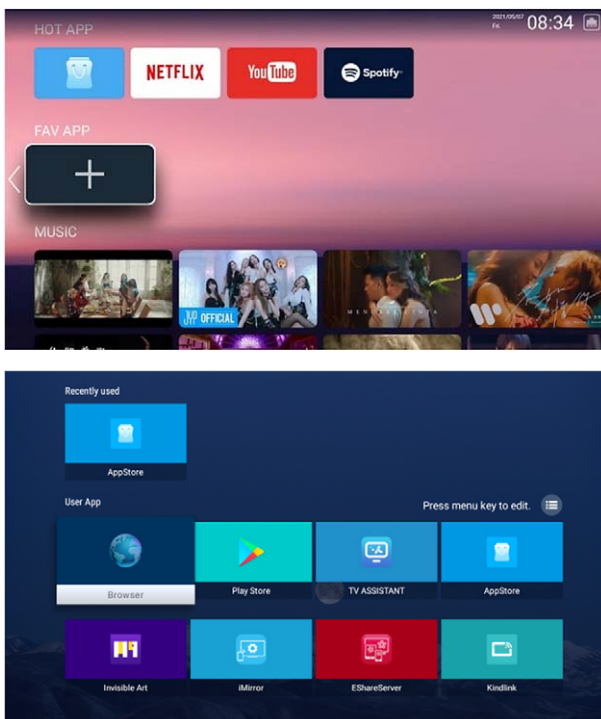 HOT APP
2021/05/07
Fri.
08:34
NETFLIX
YouTube
Spotify
FAV APP
MUSIC
OFFICIAL
Recently used
AppStore
User App
Press menu key to edit.
Browser
Play Store
TV ASSISTANT
AppStore
Invisible Art
iMirror
EShareServer
Kindlink